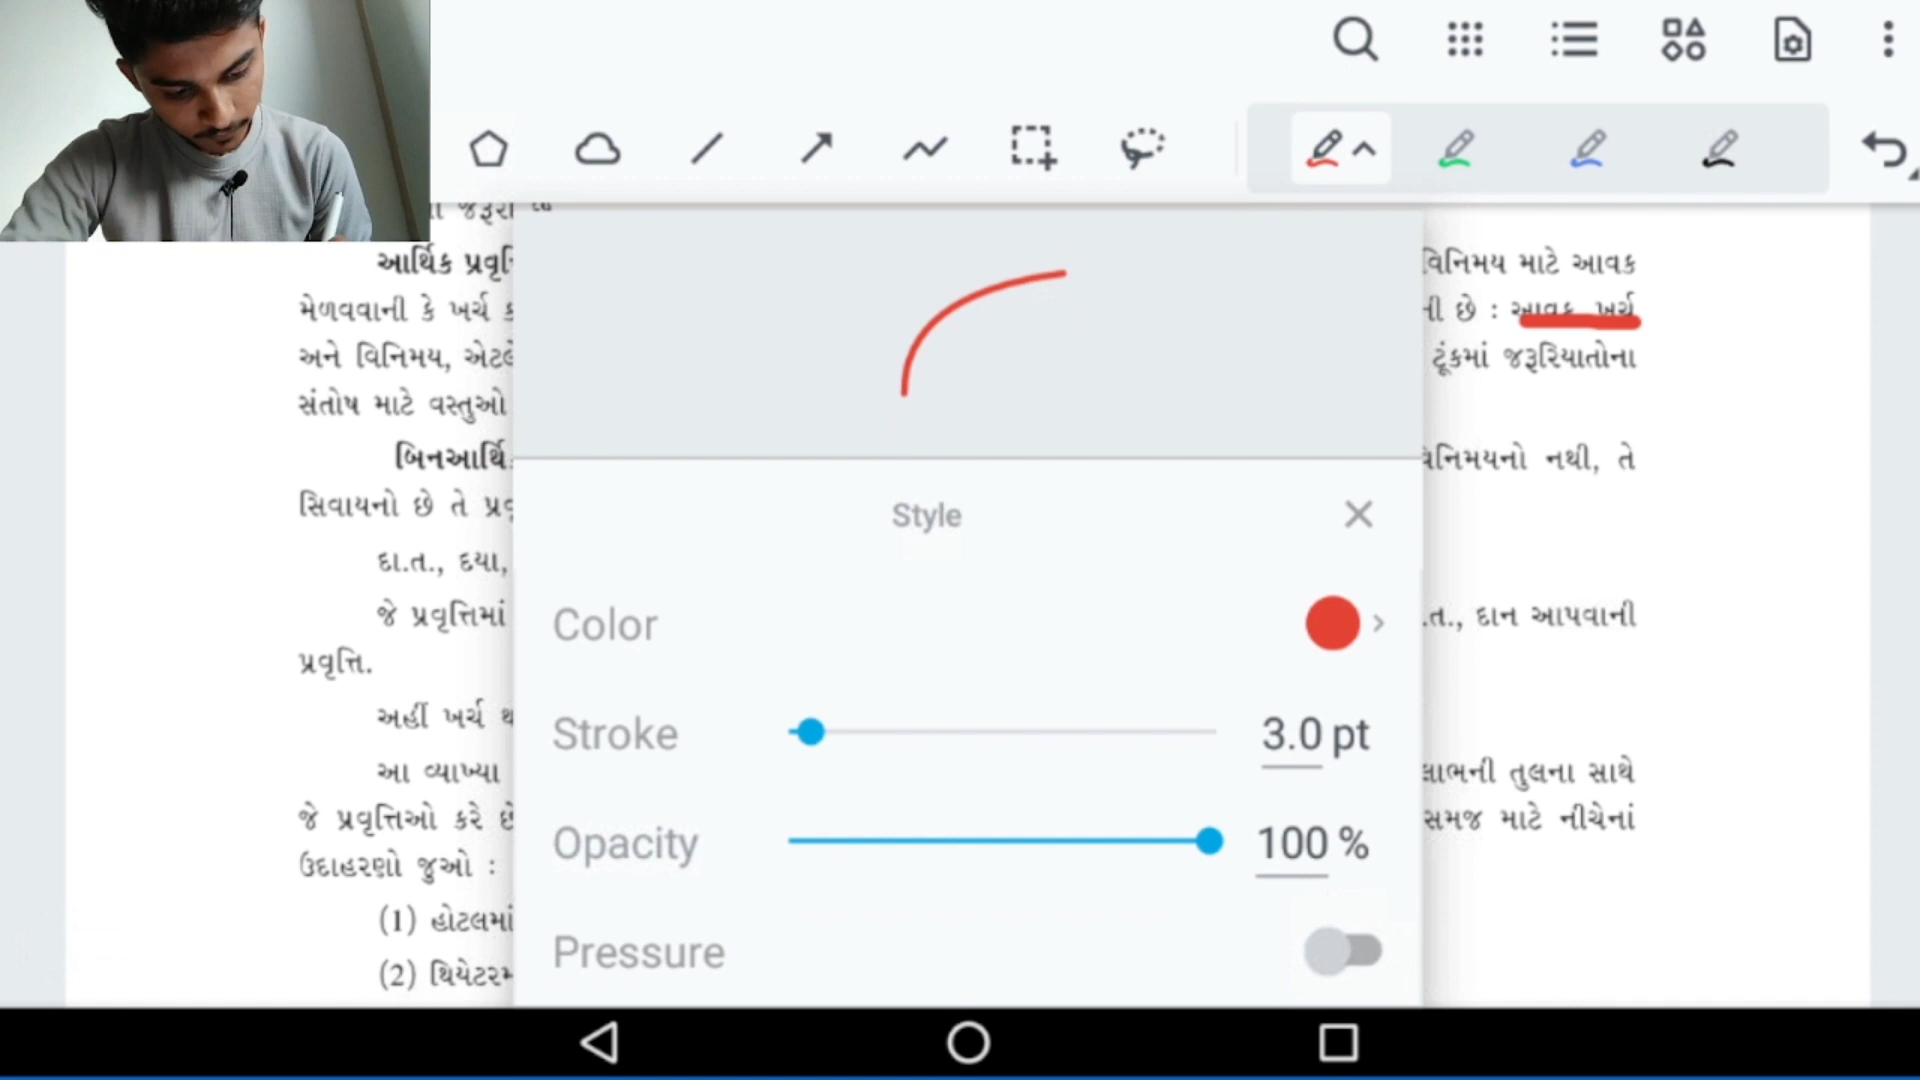 આર્થિક પ્રવૃત્તિ વિનિમય માટે આવક
મેળવવાની કે ખર્ચ ની છે : આવક ખર્ચ
અને વિનિમય, એટલે ટૂંકમાં જરૂરિયાતોના
સંતોષ માટે વસ્તુઓ
બિનઆર્થિક વિનિમયનો નથી, તે
સિવાયનો છે તે
દા.ત., દયા,
જે પ્રવૃત્તિમાં દાન આપવાની
પ્રવૃત્તિ.
અહીં ખર્ચ
આ વ્યાખ્યા લાભની તુલના સાથે
જે પ્રવૃત્તિઓ કરે છે સમજ માટે નીચેનાં
ઉદાહરણો જુઓ :
(1) હોટલમાં
(2)
Style
Color
Stroke 3.0 pt
Opacity 100 %
Pressure